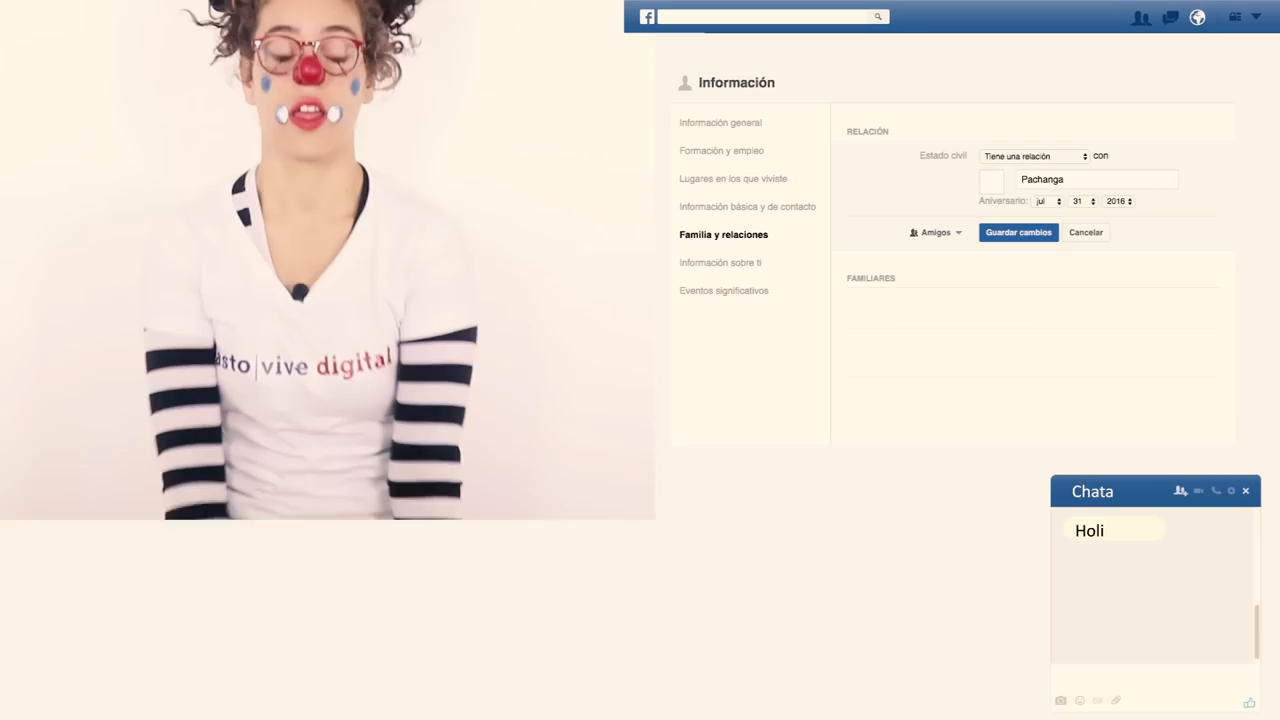 Información
Información general
Formación y empleo
Lugares en los que viviste
Información básica y de contacto
Familia y relaciones
Información sobre ti
Eventos significativos
RELACIÓN
Estado civil Tiene una relación con
Pachanga
Aniversario: jul 31 2016
Amigos Guardar cambios Cancelar
FAMILIARES
asto|vive digital
Chata
Holi